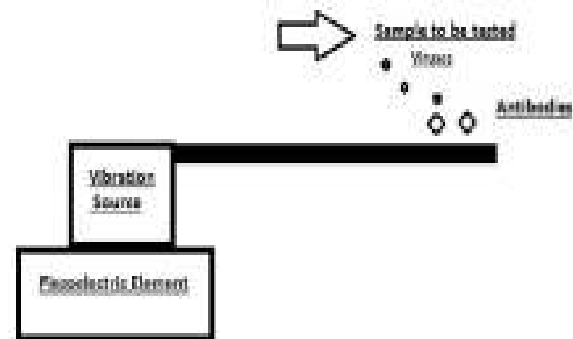 Sample to be tested
Viruses
Antibodies
Vibration
Source
Piezoelectric Element